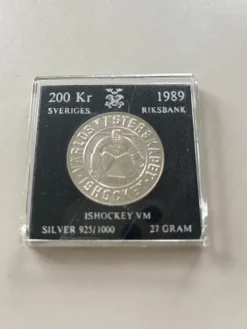 200 Kr 1989
SVERIGES RIKSBANK
VÄRLDSMÄSTERSKAPET
ISHOCKEY
ISHOCKEY VM
SILVER 925/1000 27 GRAM